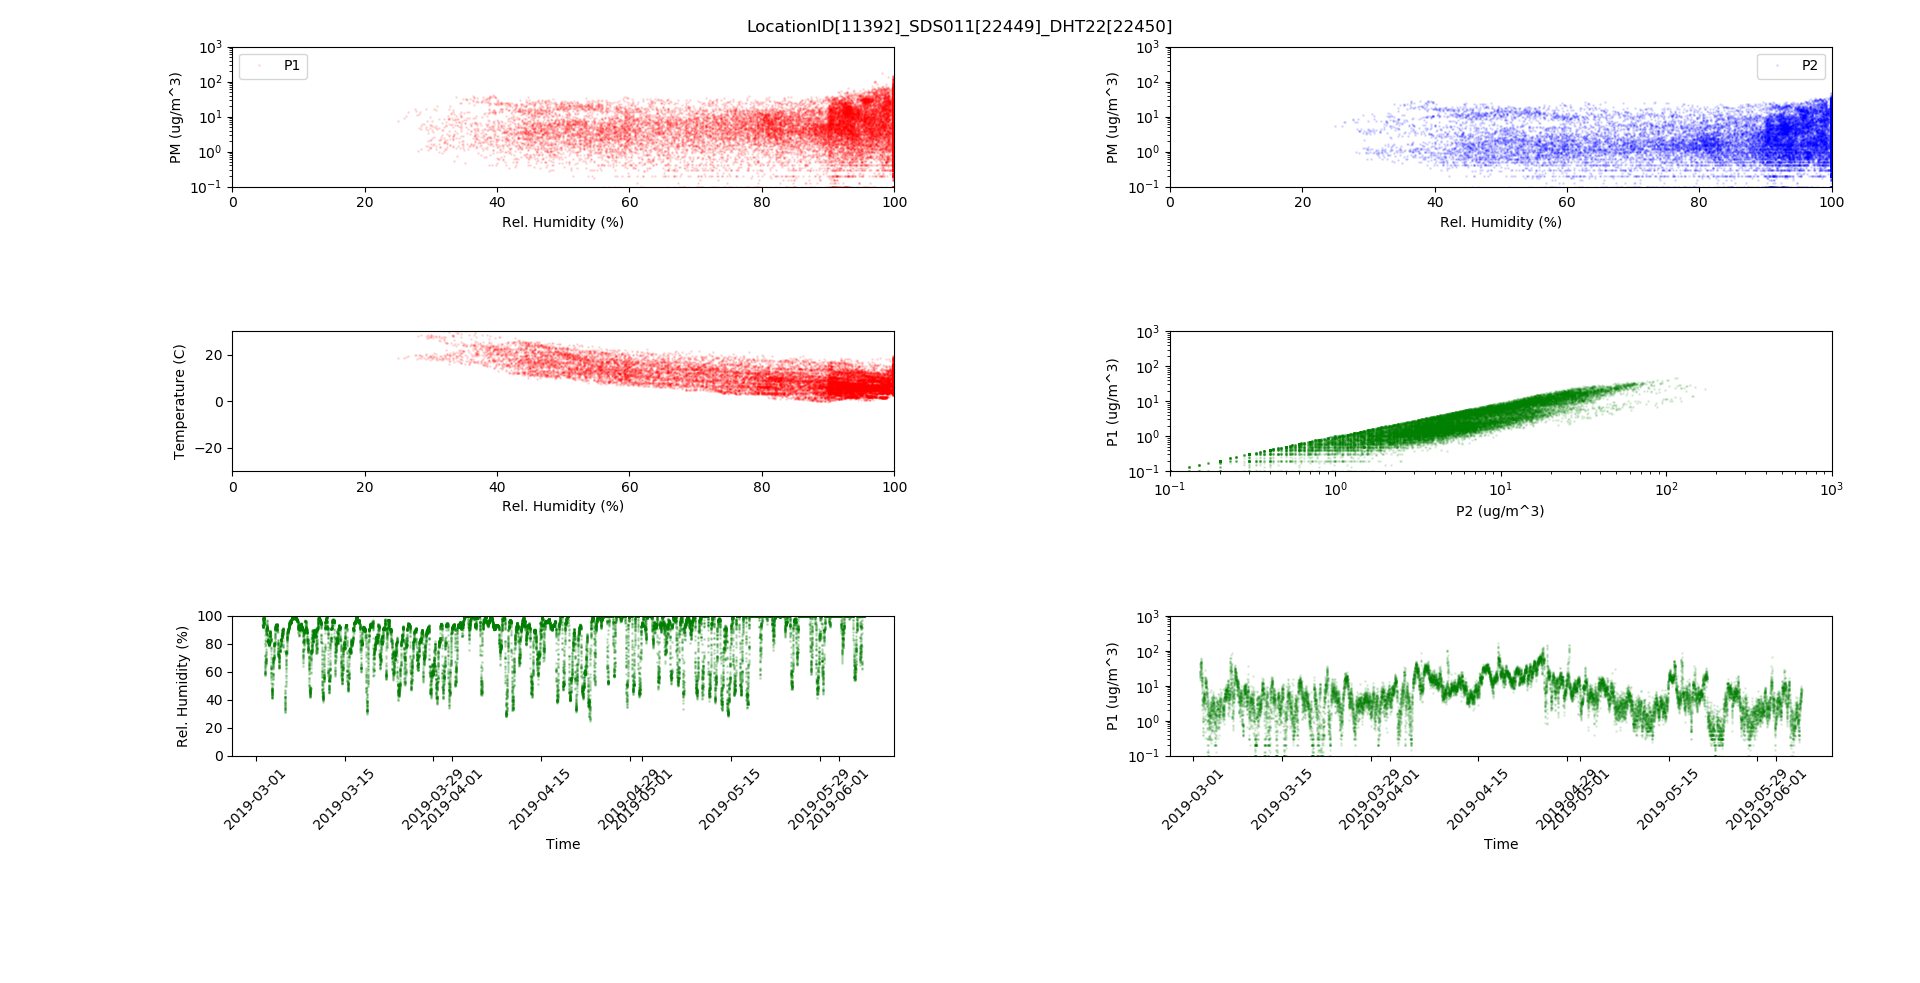 LocationID[11392]_SDS011[22449]_DHT22[22450]
PM (ug/m^3)
10^3
10^2
10^1
10^0
10^-1
P1
0 20 40 60 80 100
Rel. Humidity (%)
PM (ug/m^3)
10^3
10^2
10^1
10^0
10^-1
P2
0 20 40 60 80 100
Rel. Humidity (%)
Temperature (C)
20
0
−20
0 20 40 60 80 100
Rel. Humidity (%)
P1 (ug/m^3)
10^3
10^2
10^1
10^0
10^-1
10^-1 10^0 10^1 10^2 10^3
P2 (ug/m^3)
Rel. Humidity (%)
100
80
60
40
20
0
2019-03-01 2019-03-15 2019-03-29 2019-04-01 2019-04-15 2019-04-29 2019-05-01 2019-05-15 2019-05-29 2019-06-01
Time
P1 (ug/m^3)
10^3
10^2
10^1
10^0
10^-1
2019-03-01 2019-03-15 2019-03-29 2019-04-01 2019-04-15 2019-04-29 2019-05-01 2019-05-15 2019-05-29 2019-06-01
Time